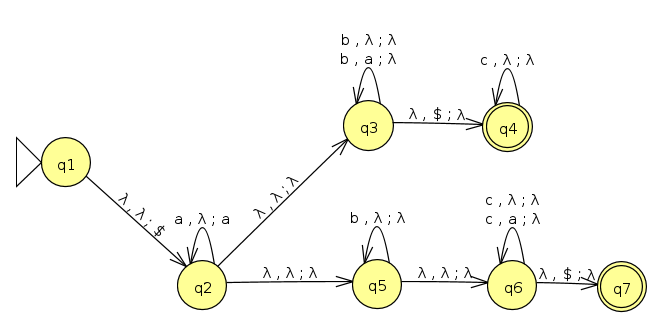 b , λ ; λ
b , a ; λ
c , λ ; λ
q3
λ , $ ; λ
q4
q1
λ , λ ; $
λ , λ ; λ
a , λ ; a
q2
λ , λ ; λ
b , λ ; λ
q5
λ , λ ; λ
c , λ ; λ
c , a ; λ
q6
λ , $ ; λ
q7